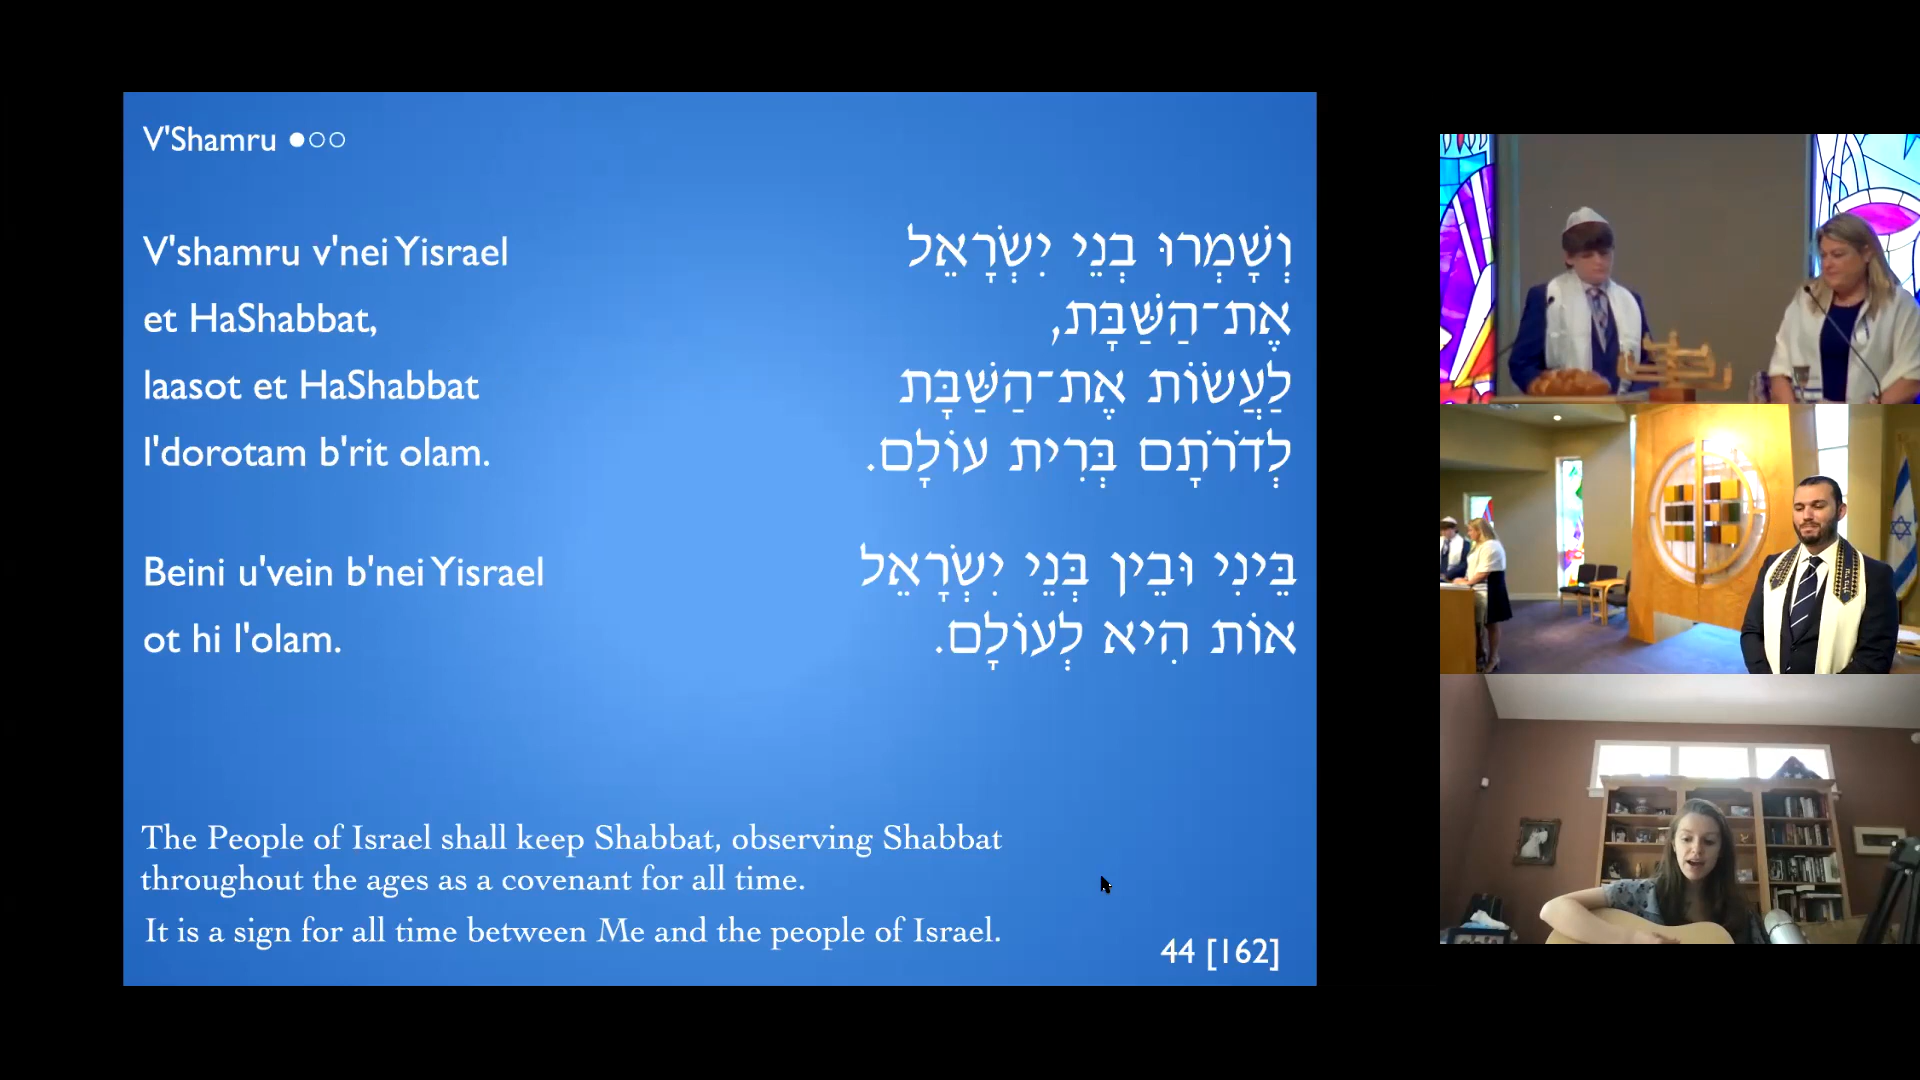 V'Shamru ●○○
V'shamru v'nei Yisrael
et HaShabbat,
laasot et HaShabbat
l'dorotam b'rit olam.
Beini u'vein b'nei Yisrael
ot hi l'olam.
וְשָׁמְרוּ בְנֵי יִשְׂרָאֵל
אֶת־הַשַּׁבָּת,
לַעֲשׂוֹת אֶת־הַשַּׁבָּת
לְדֹרֹתָם בְּרִית עוֹלָם.
בֵּינִי וּבֵין בְּנֵי יִשְׂרָאֵל
אוֹת הִיא לְעוֹלָם.
The People of Israel shall keep Shabbat, observing Shabbat
throughout the ages as a covenant for all time.
It is a sign for all time between Me and the people of Israel.
44 [162]